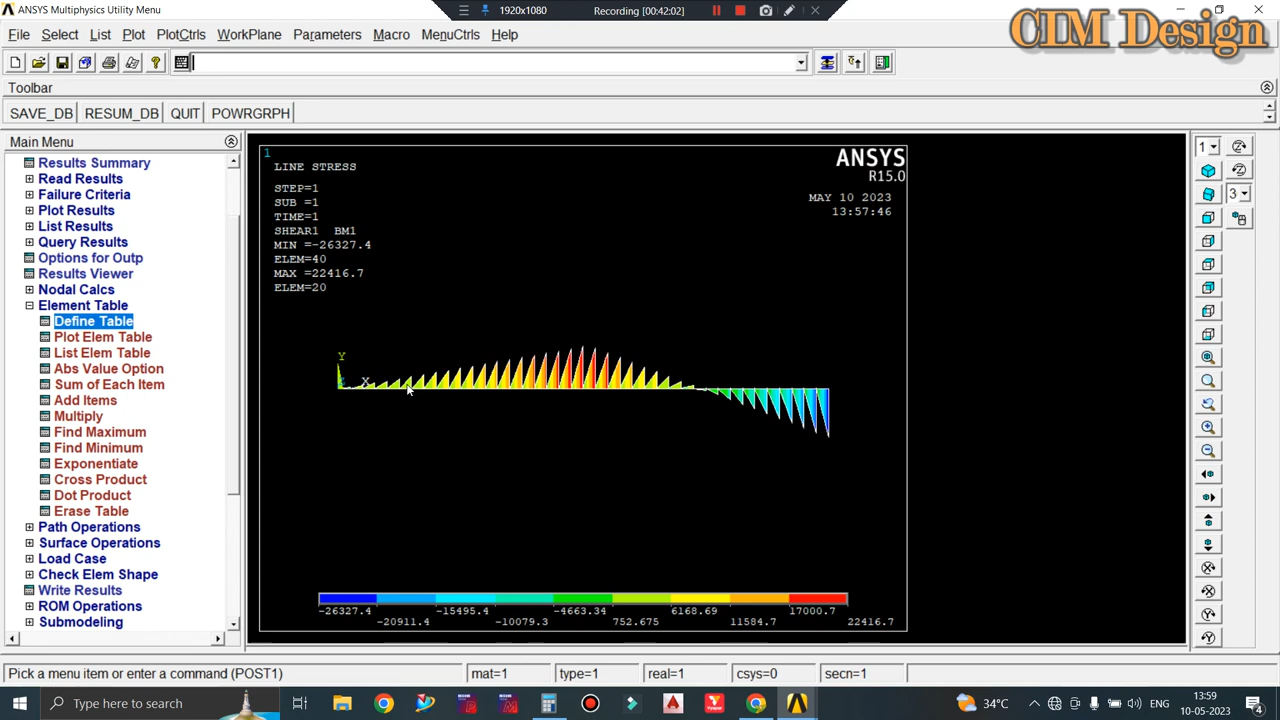 ANSYS Multiphysics Utility Menu
1920x1080
Recording [00:42:02]
CIM Design
File Select List Plot PlotCtrls WorkPlane Parameters Macro MenuCtrls Help
Toolbar
SAVE_DB RESUM_DB QUIT POWRGRPH
Main Menu
Results Summary
Read Results
Failure Criteria
Plot Results
List Results
Query Results
Options for Outp
Results Viewer
Nodal Calcs
Element Table
Define Table
Plot Elem Table
List Elem Table
Abs Value Option
Sum of Each Item
Add Items
Multiply
Find Maximum
Find Minimum
Exponentiate
Cross Product
Dot Product
Erase Table
Path Operations
Surface Operations
Load Case
Check Elem Shape
Write Results
ROM Operations
Submodeling
1
LINE STRESS
STEP=1
SUB =1
TIME=1
SHEAR1 BM1
MIN =-26327.4
ELEM=40
MAX =22416.7
ELEM=20
ANSYS
R15.0
MAY 10 2023
13:57:46
Y
X
-26327.4 -15495.4 -4663.34 6168.69 17000.7
-20911.4 -10079.3 752.675 11584.7 22416.7
1
3
Pick a menu item or enter a command (POST1)
mat=1 type=1 real=1 csys=0 secn=1
Type here to search
34°C
ENG
13:59
10-05-2023